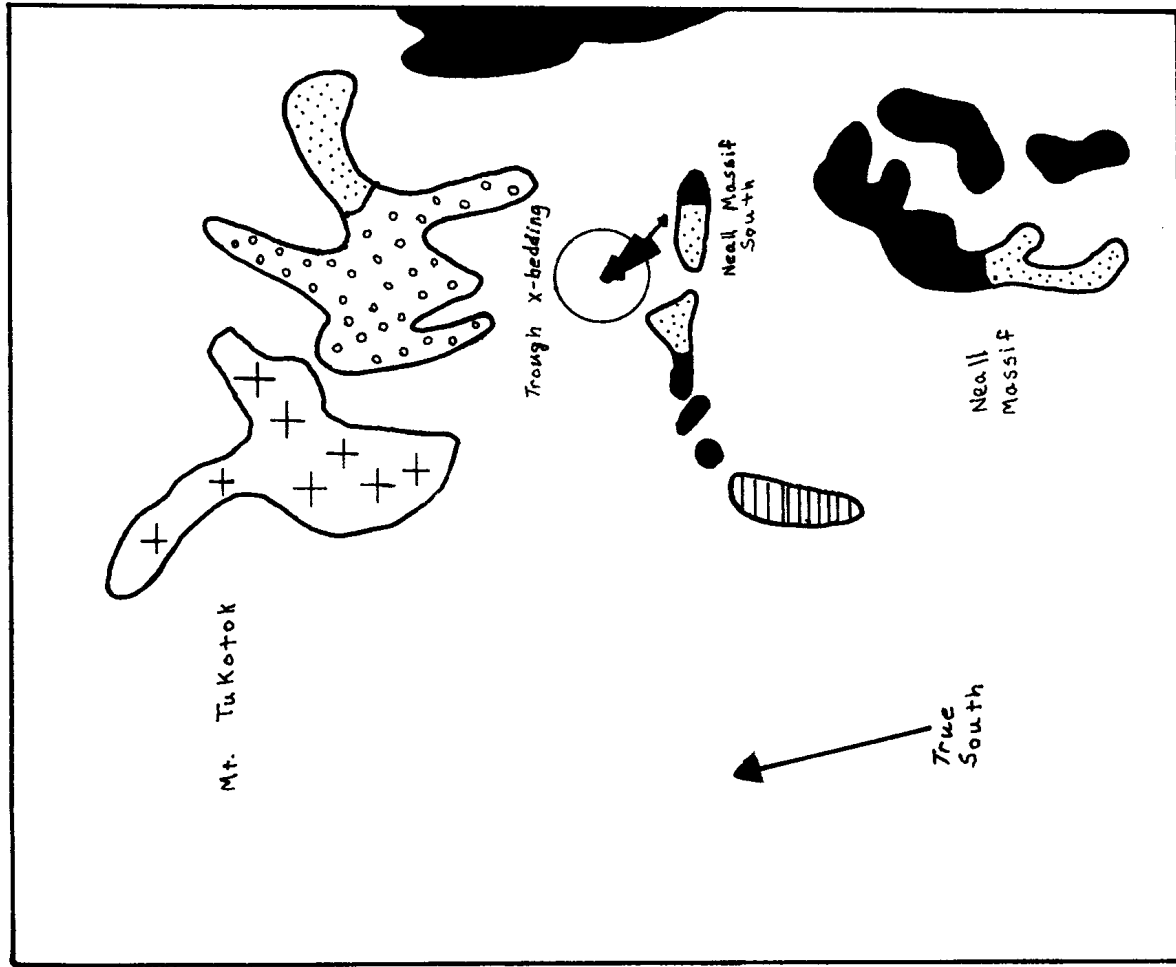 Mt. Tukotok
Trough x-bedding
Neall Massif
South
Neall
Massif
True
South